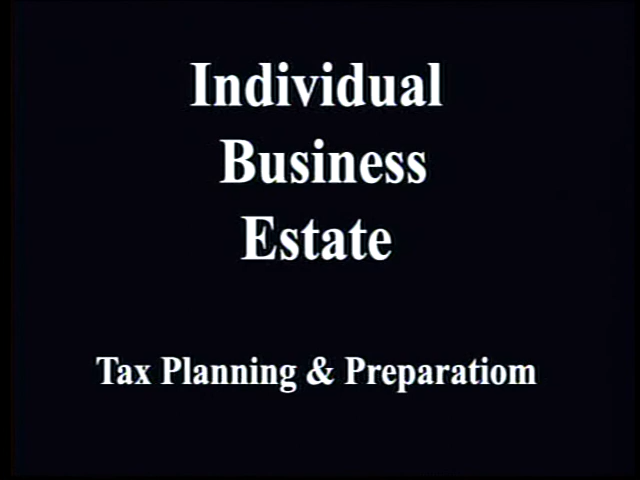 Individual
Business
Estate
Tax Planning & Preparatiom